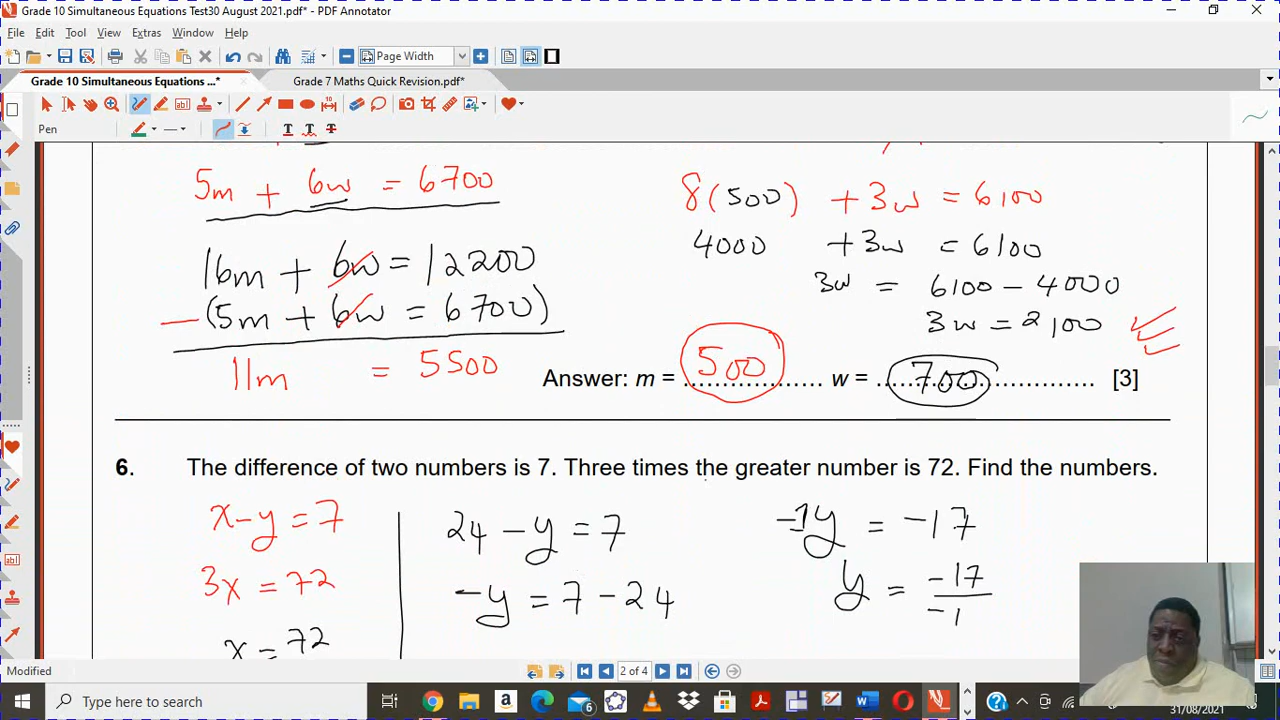 Grade 10 Simultaneous Equations Test30 August 2021.pdf* - PDF Annotator
File Edit Tool View Extras Window Help
Page Width
Grade 10 Simultaneous Equations ...* Grade 7 Maths Quick Revision.pdf*
Pen
5m + 6w = 6700
16m + 6w = 12200
- (5m + 6w = 6700)
11m = 5500
8(500) + 3w = 6100
4000 + 3w = 6100
3w = 6100 - 4000
3w = 2100
Answer: m = 500 w = 700 [3]
6. The difference of two numbers is 7. Three times the greater number is 72. Find the numbers.
x - y = 7
3x = 72
x = 72
24 - y = 7
-y = 7 - 24
-1y = -17
y = -17
-1
Modified 2 of 4
Type here to search
6
31/08/2021